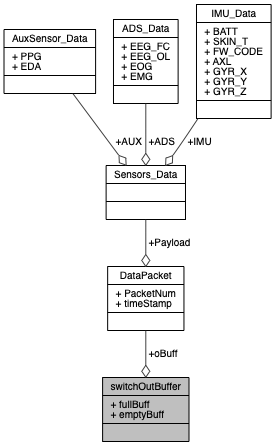 AuxSensor_Data
+ PPG
+ EDA
ADS_Data
+ EEG_FC
+ EEG_OL
+ EOG
+ EMG
IMU_Data
+ BATT
+ SKIN_T
+ FW_CODE
+ AXL
+ GYR_X
+ GYR_Y
+ GYR_Z
+AUX
+ADS
+IMU
Sensors_Data
+Payload
DataPacket
+ PacketNum
+ timeStamp
+oBuff
switchOutBuffer
+ fullBuff
+ emptyBuff